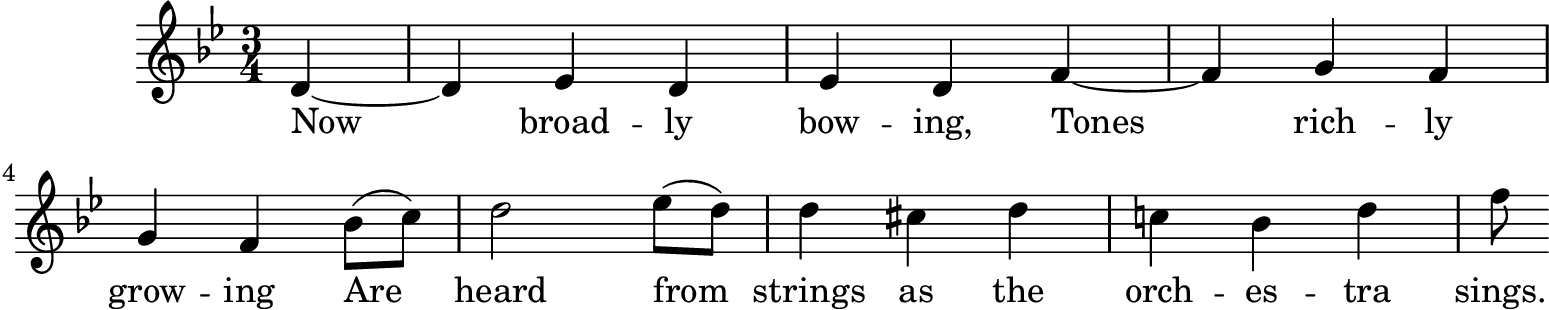 3
4
Now broad - ly bow - ing, Tones rich - ly
4
grow - ing Are heard from strings as the orch - es - tra sings.